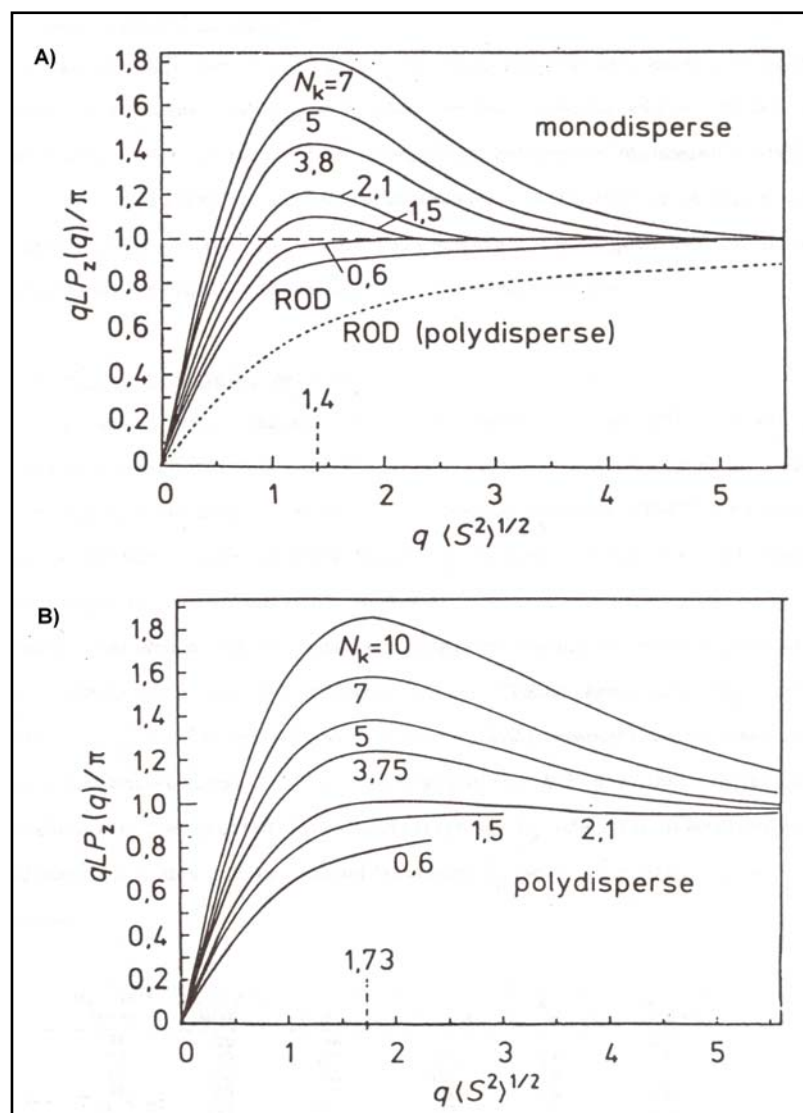 A)
1,8
1,6
1,4
1,2
1,0
0,8
0,6
0,4
0,2
0
qLP_z(q)/π
N_k=7
5
3,8
2,1
1,5
0,6
monodisperse
ROD
ROD (polydisperse)
1,4
0 1 2 3 4 5
q ⟨S²⟩^1/2
B)
1,8
1,6
1,4
1,2
1,0
0,8
0,6
0,4
0,2
0
qLP_z(q)/π
N_k=10
7
5
3,75
1,5 2,1
0,6
polydisperse
1,73
0 1 2 3 4 5
q ⟨S²⟩^1/2